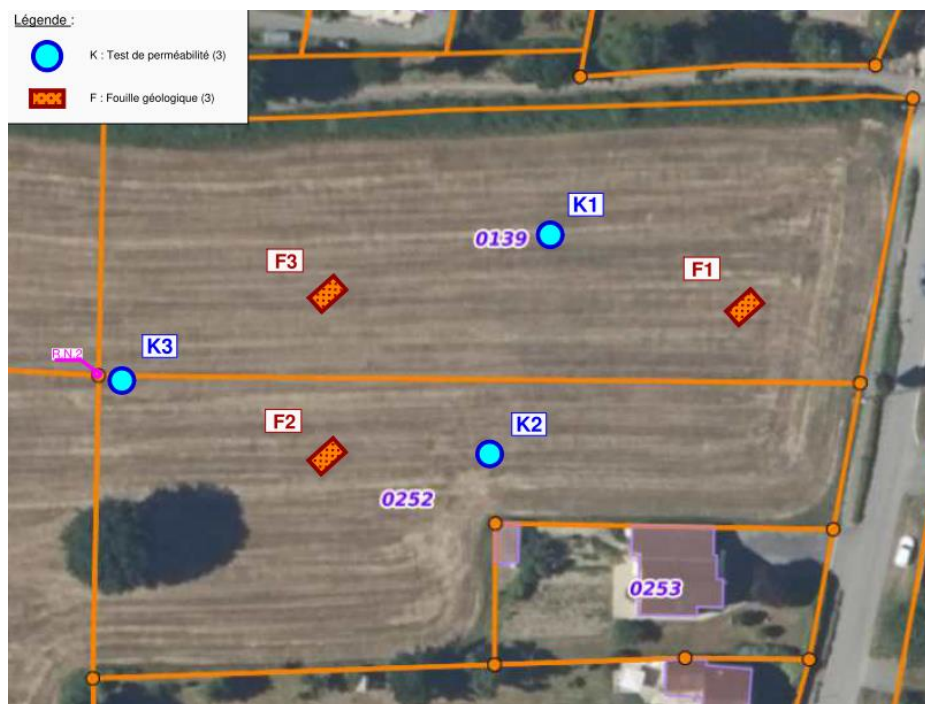 Légende :
K : Test de perméabilité (3)
F : Fouille géologique (3)
K1
0139
F3
F1
R.N.2
K3
F2
K2
0252
0253